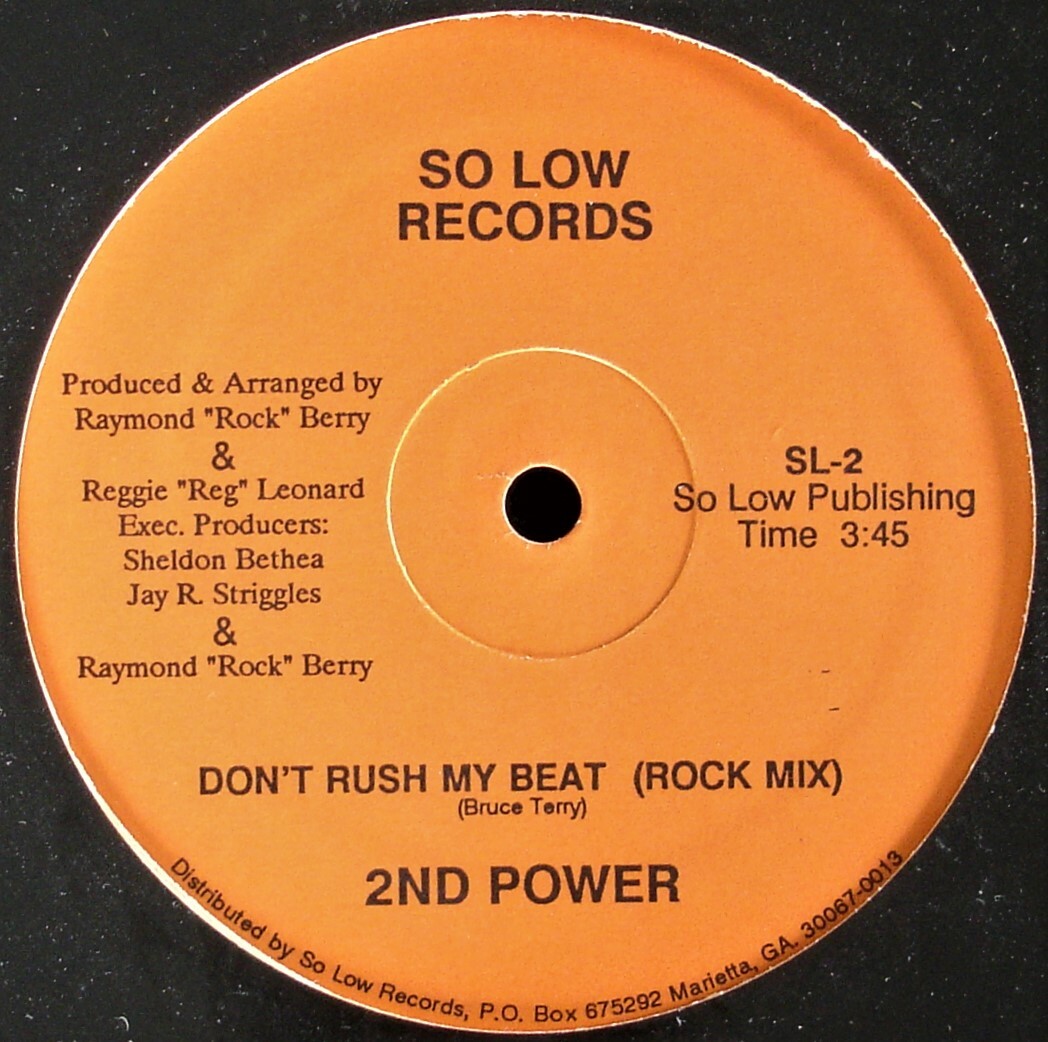 SO LOW
RECORDS
Produced & Arranged by
Raymond "Rock" Berry
&
Reggie "Reg" Leonard
Exec. Producers:
Sheldon Bethea
Jay R. Striggles
&
Raymond "Rock" Berry
SL-2
So Low Publishing
Time 3:45
DON'T RUSH MY BEAT (ROCK MIX)
(Bruce Terry)
2ND POWER
Distributed by So Low Records, P.O. Box 675292 Marietta, GA. 30067-0013